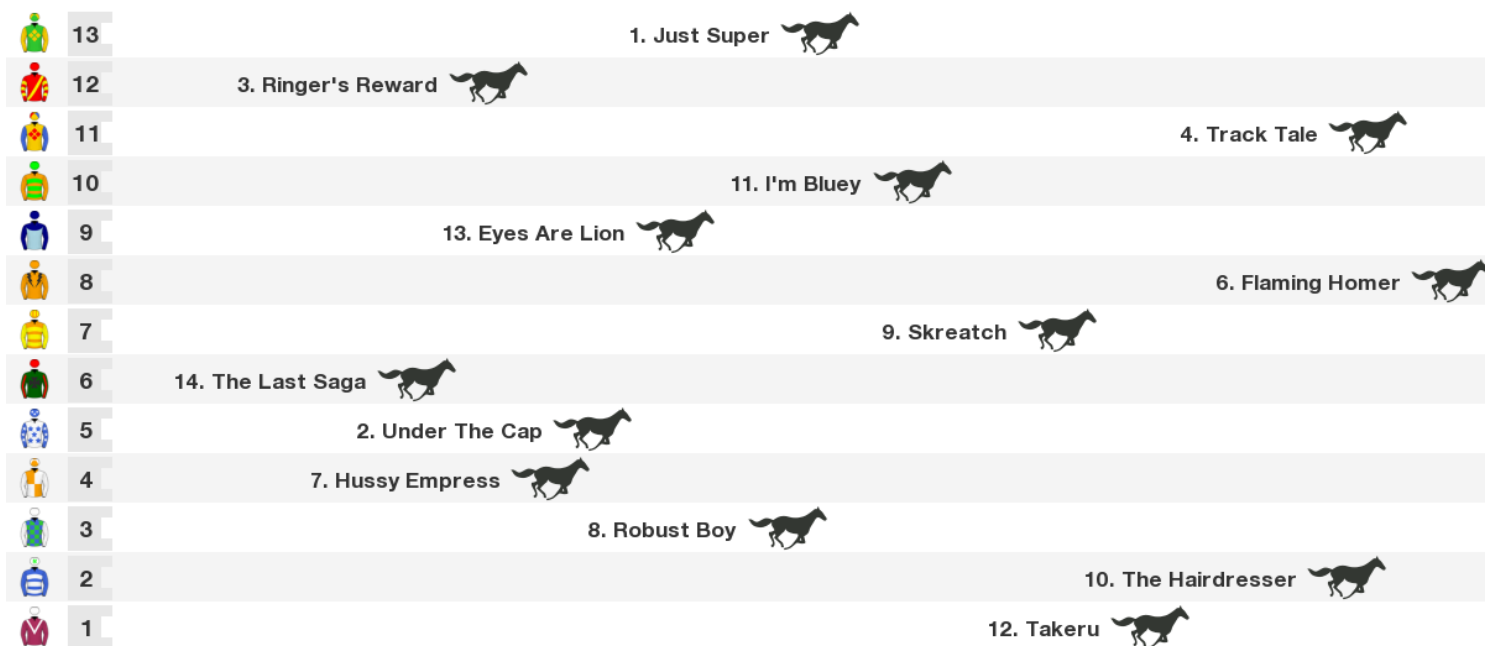 13 1. Just Super
12 3. Ringer's Reward
11 4. Track Tale
10 11. I'm Bluey
9 13. Eyes Are Lion
8 6. Flaming Homer
7 9. Skreatch
6 14. The Last Saga
5 2. Under The Cap
4 7. Hussy Empress
3 8. Robust Boy
2 10. The Hairdresser
1 12. Takeru